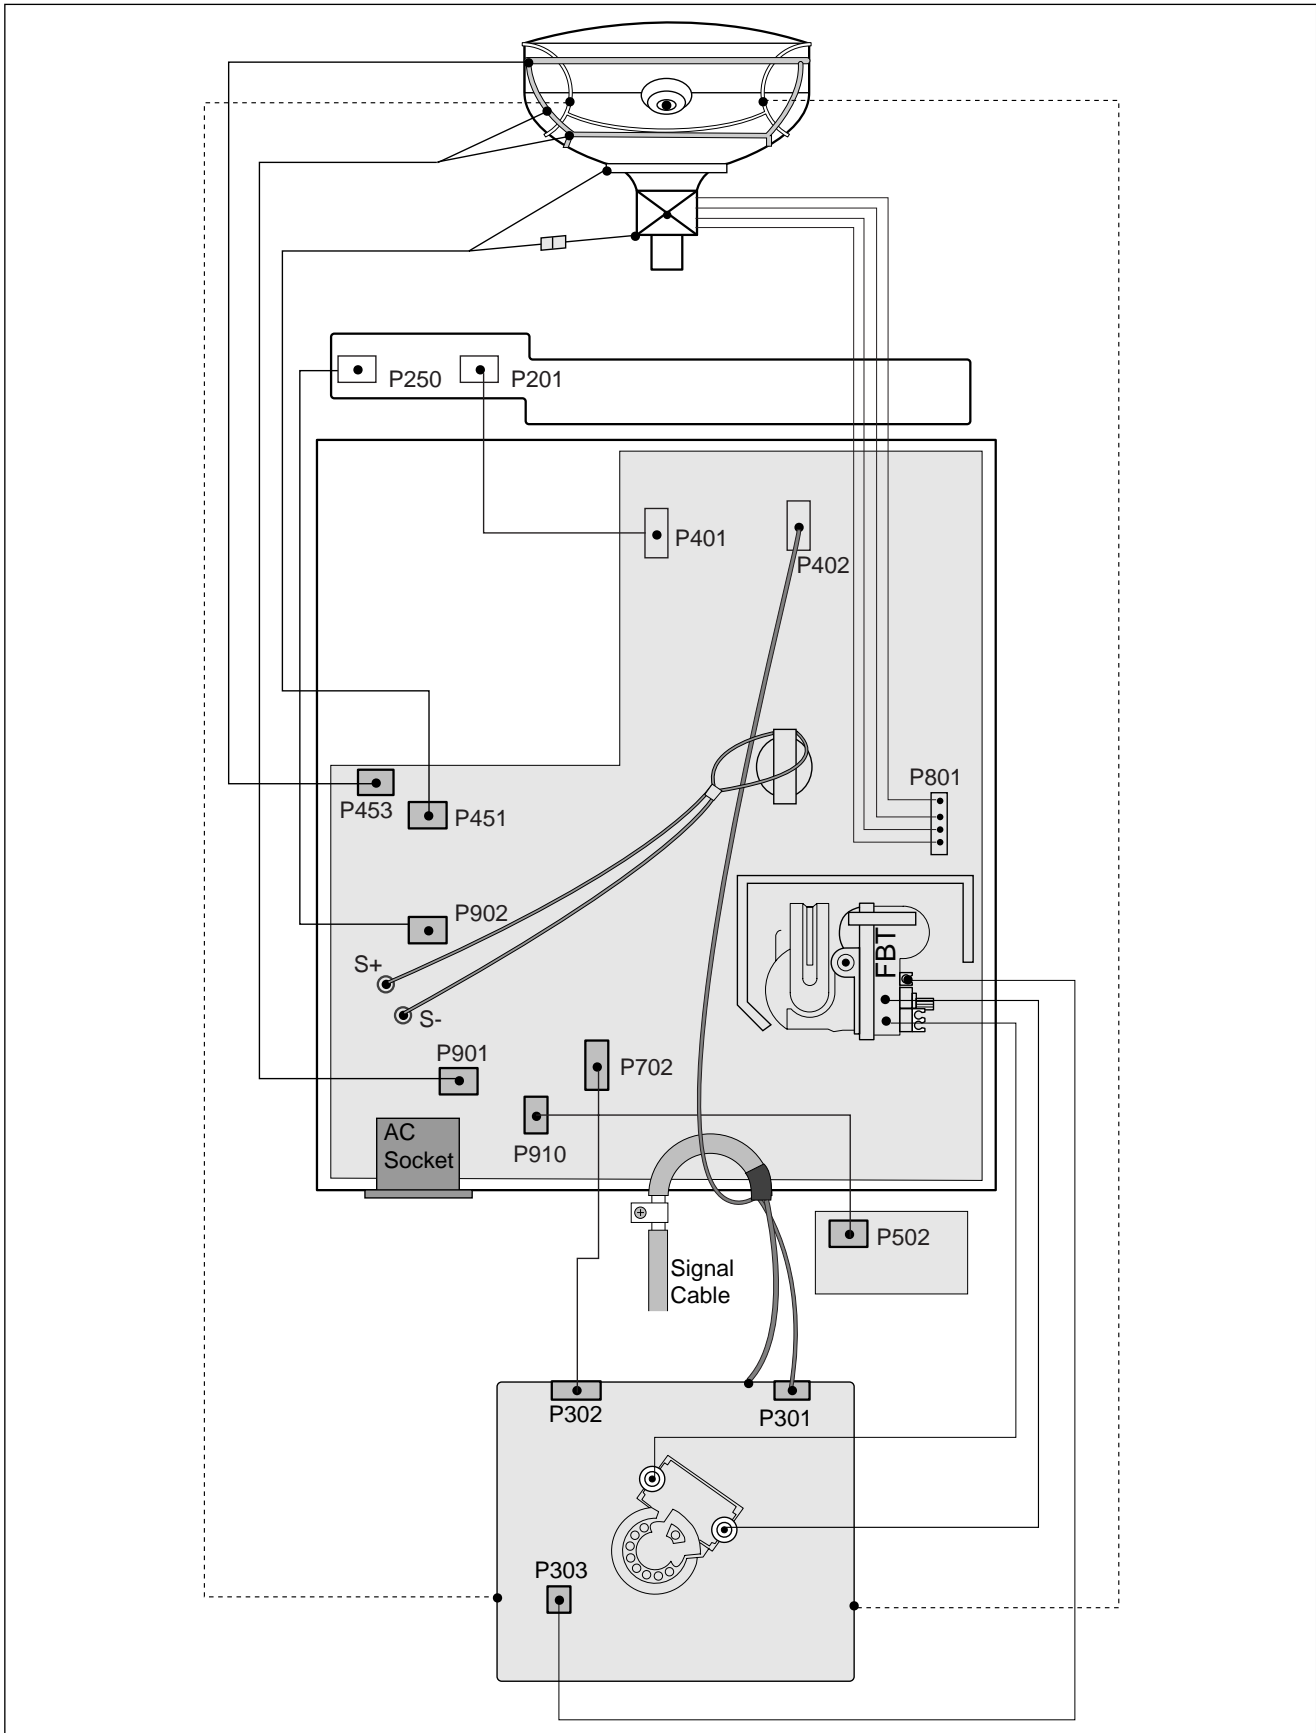 P250
P201
P401
P402
P801
P453
P451
P902
FBT
S+
S-
P901
P702
AC
Socket
P910
P502
Signal
Cable
P302
P301
P303